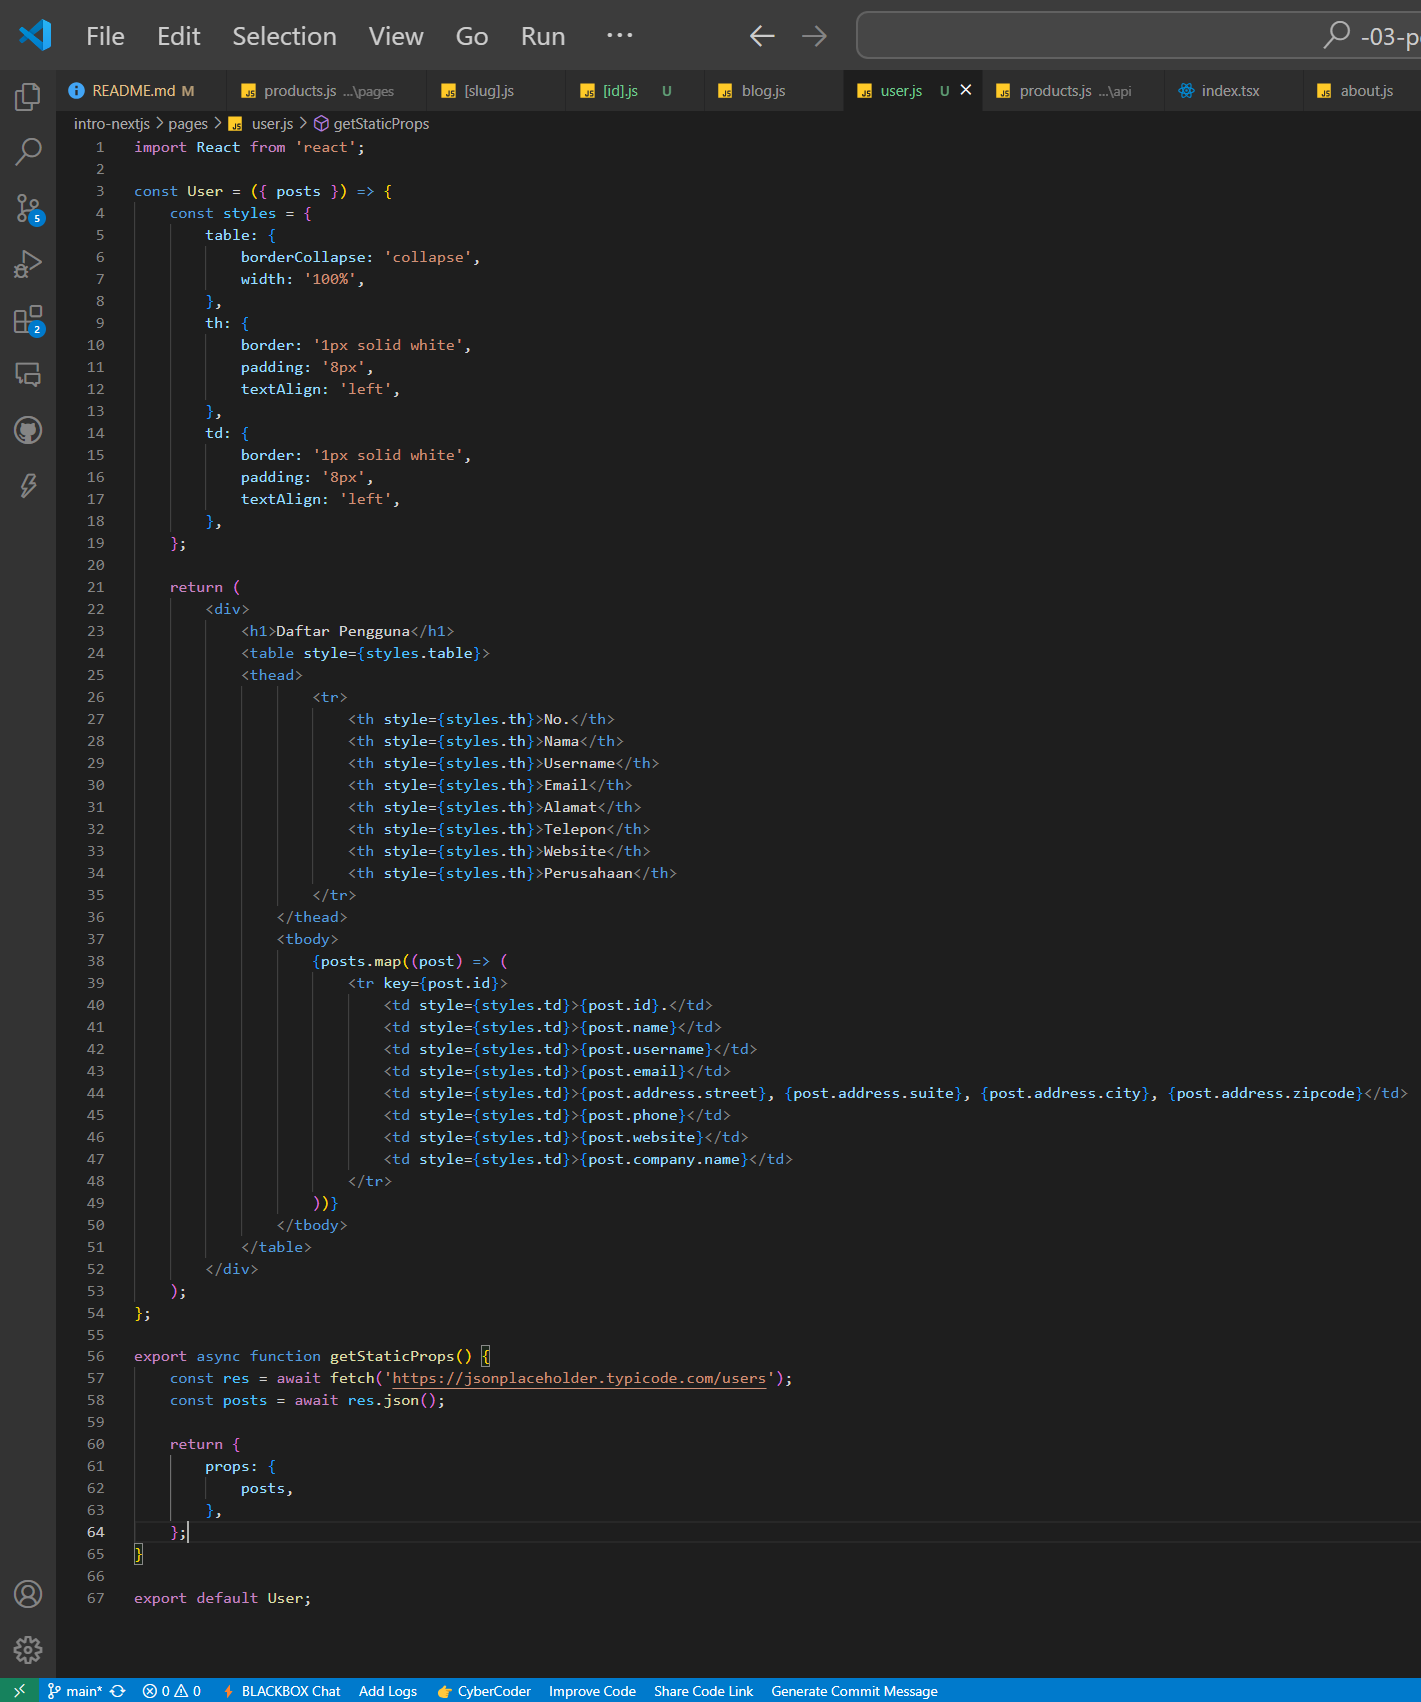 File Edit Selection View Go Run ... -03-p
README.md M products.js ...\pages [slug].js [id].js U blog.js user.js U products.js ...\api index.tsx about.js
intro-nextjs > pages > user.js > getStaticProps
1 import React from 'react';
2
3 const User = ({ posts }) => {
4 const styles = {
5 table: {
6 borderCollapse: 'collapse',
7 width: '100%',
8 },
9 th: {
10 border: '1px solid white',
11 padding: '8px',
12 textAlign: 'left',
13 },
14 td: {
15 border: '1px solid white',
16 padding: '8px',
17 textAlign: 'left',
18 },
19 };
20
21 return (
22 <div>
23 <h1>Daftar Pengguna</h1>
24 <table style={styles.table}>
25 <thead>
26 <tr>
27 <th style={styles.th}>No.</th>
28 <th style={styles.th}>Nama</th>
29 <th style={styles.th}>Username</th>
30 <th style={styles.th}>Email</th>
31 <th style={styles.th}>Alamat</th>
32 <th style={styles.th}>Telepon</th>
33 <th style={styles.th}>Website</th>
34 <th style={styles.th}>Perusahaan</th>
35 </tr>
36 </thead>
37 <tbody>
38 {posts.map((post) => (
39 <tr key={post.id}>
40 <td style={styles.td}>{post.id}.</td>
41 <td style={styles.td}>{post.name}</td>
42 <td style={styles.td}>{post.username}</td>
43 <td style={styles.td}>{post.email}</td>
44 <td style={styles.td}>{post.address.street}, {post.address.suite}, {post.address.city}, {post.address.zipcode}</td>
45 <td style={styles.td}>{post.phone}</td>
46 <td style={styles.td}>{post.website}</td>
47 <td style={styles.td}>{post.company.name}</td>
48 </tr>
49 ))}
50 </tbody>
51 </table>
52 </div>
53 );
54 };
55
56 export async function getStaticProps() {
57 const res = await fetch('https://jsonplaceholder.typicode.com/users');
58 const posts = await res.json();
59
60 return {
61 props: {
62 posts,
63 },
64 };
65 }
66
67 export default User;
5
2
main* 0 0 BLACKBOX Chat Add Logs CyberCoder Improve Code Share Code Link Generate Commit Message